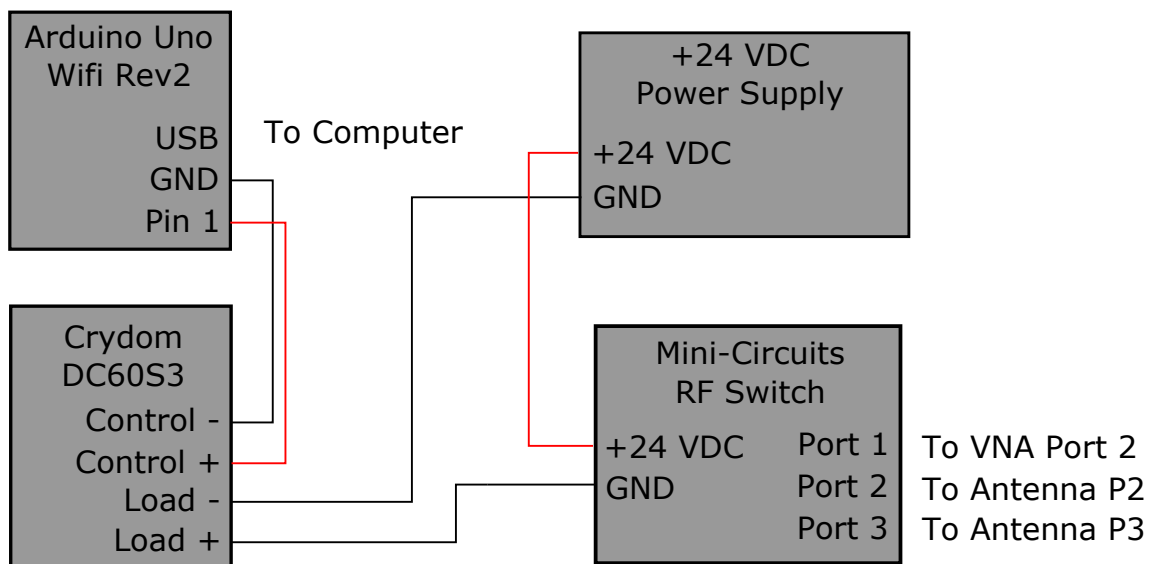 Arduino Uno
Wifi Rev2
USB
GND
Pin 1
To Computer
+24 VDC
Power Supply
+24 VDC
GND
Crydom
DC60S3
Control -
Control +
Load -
Load +
Mini-Circuits
RF Switch
+24 VDC
GND
Port 1
Port 2
Port 3
To VNA Port 2
To Antenna P2
To Antenna P3